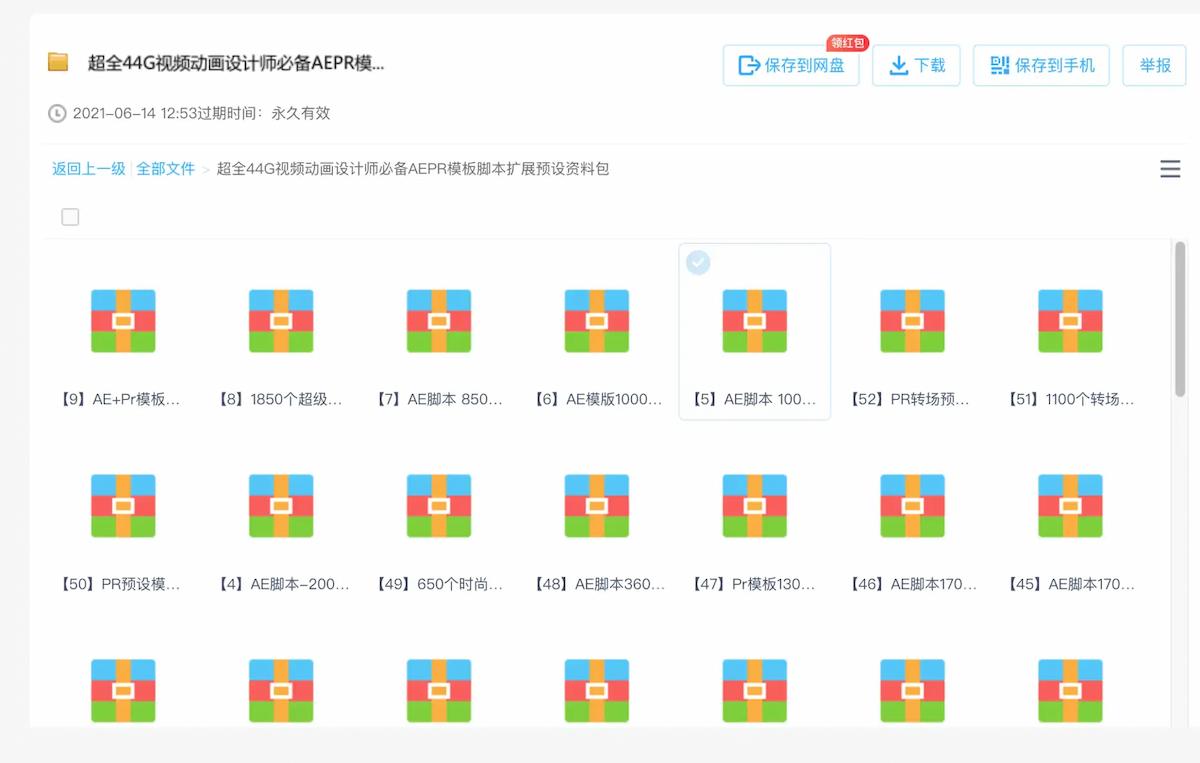 超全44G视频动画设计师必备AEPR模...
领红包
保存到网盘
下载
保存到手机
举报
2021-06-14 12:53过期时间：永久有效
返回上一级 全部文件 > 超全44G视频动画设计师必备AEPR模板脚本扩展预设资料包
【9】AE+Pr模板...
【8】1850个超级...
【7】AE脚本 850...
【6】AE模版1000...
【5】AE脚本 100...
【52】PR转场预...
【51】1100个转场...
【50】PR预设模...
【4】AE脚本-200...
【49】650个时尚...
【48】AE脚本360...
【47】Pr模板130...
【46】AE脚本170...
【45】AE脚本170...